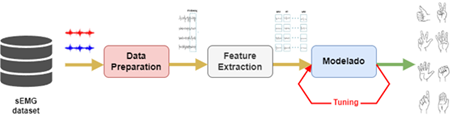 sEMG
dataset
Data
Preparation
Feature
Extraction
Modelado
Tuning